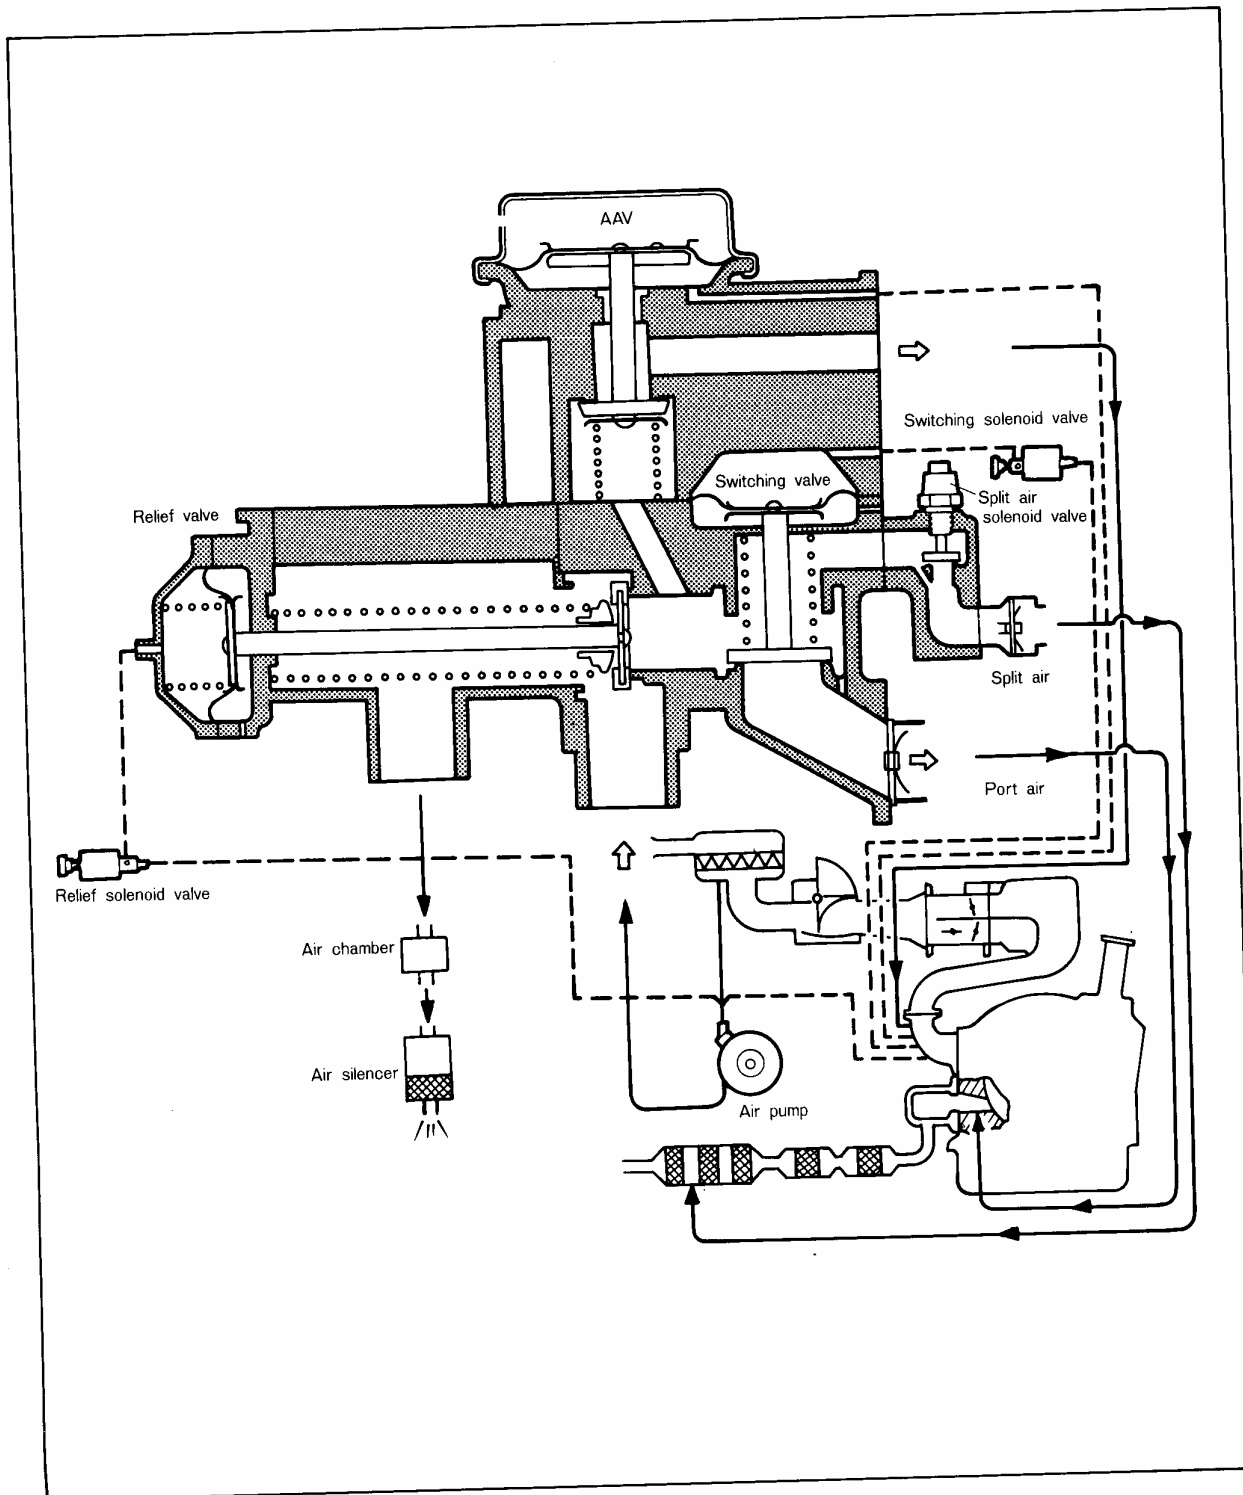 AAV
Switching solenoid valve
Switching valve
Split air
solenoid valve
Relief valve
Split air
Port air
Relief solenoid valve
Air chamber
Air silencer
Air pump